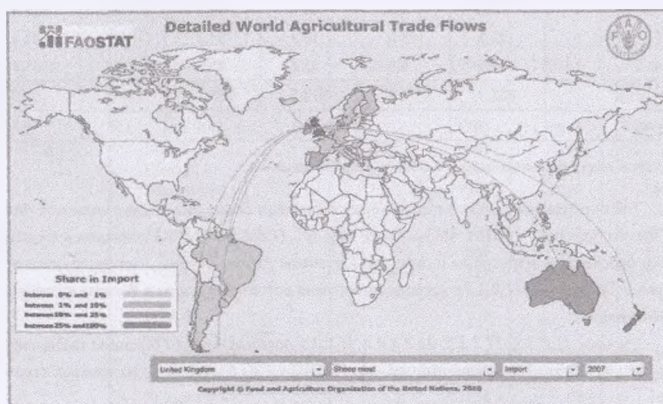 FAOSTAT
Detailed World Agricultural Trade Flows
F A O
Share in Import
between 0% and 1%
between 1% and 10%
between 10% and 25%
between 25% and 100%
United Kingdom
Sheep meat
Import
2007
Copyright © Food and Agriculture Organization of the United Nations, 2008